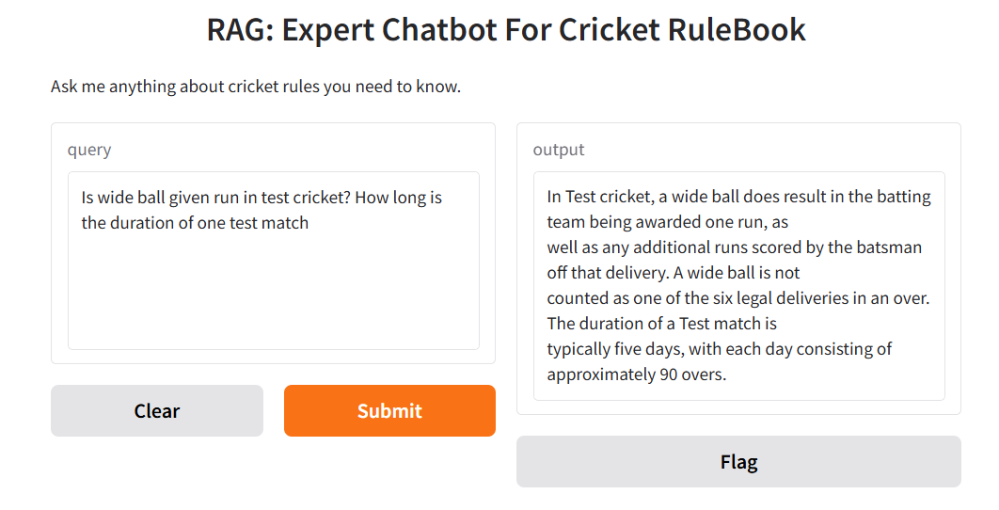 RAG: Expert Chatbot For Cricket RuleBook
Ask me anything about cricket rules you need to know.
query
Is wide ball given run in test cricket? How long is
the duration of one test match
Clear
Submit
output
In Test cricket, a wide ball does result in the batting
team being awarded one run, as
well as any additional runs scored by the batsman
off that delivery. A wide ball is not
counted as one of the six legal deliveries in an over.
The duration of a Test match is
typically five days, with each day consisting of
approximately 90 overs.
Flag